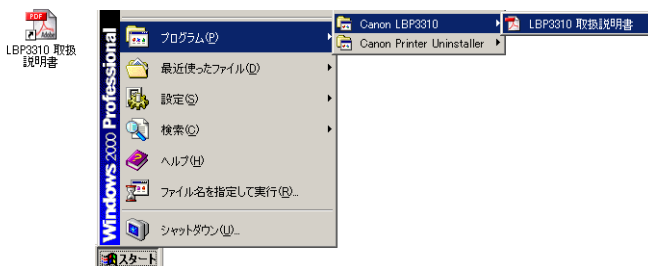 PDF
Adobe
LBP3310 取扱
説明書
Windows 2000 Professional
プログラム(P)
最近使ったファイル(D)
設定(S)
検索(C)
ヘルプ(H)
ファイル名を指定して実行(R)...
シャットダウン(U)...
スタート
Canon LBP3310
Canon Printer Uninstaller
LBP3310 取扱説明書